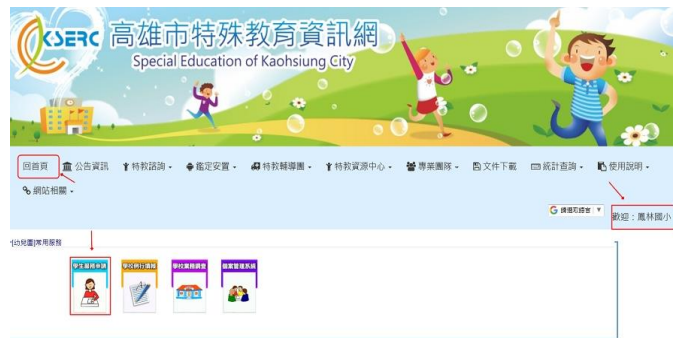 KSERC 高雄市特殊教育資訊網
Special Education of Kaohsiung City
回首頁 公告資訊 特教諮詢 鑑定安置 特教輔導團 特教資源中心 專業團隊 文件下載 統計查詢 使用說明
網站相關
G 請選取語言 ▼
歡迎：鳳林國小
[幼兒園]常用服務
學生服務申請 學校例行填報 學校業務調查 個案管理系統